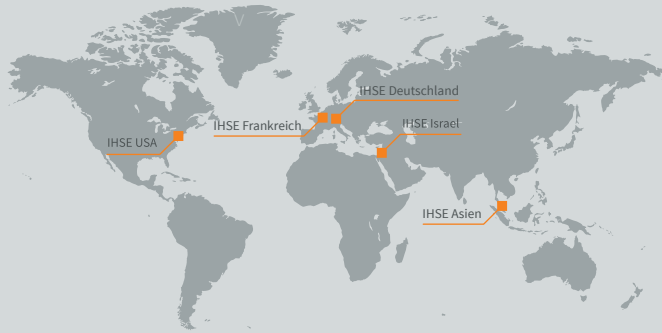 IHSE Deutschland
IHSE Frankreich
IHSE Israel
IHSE USA
IHSE Asien